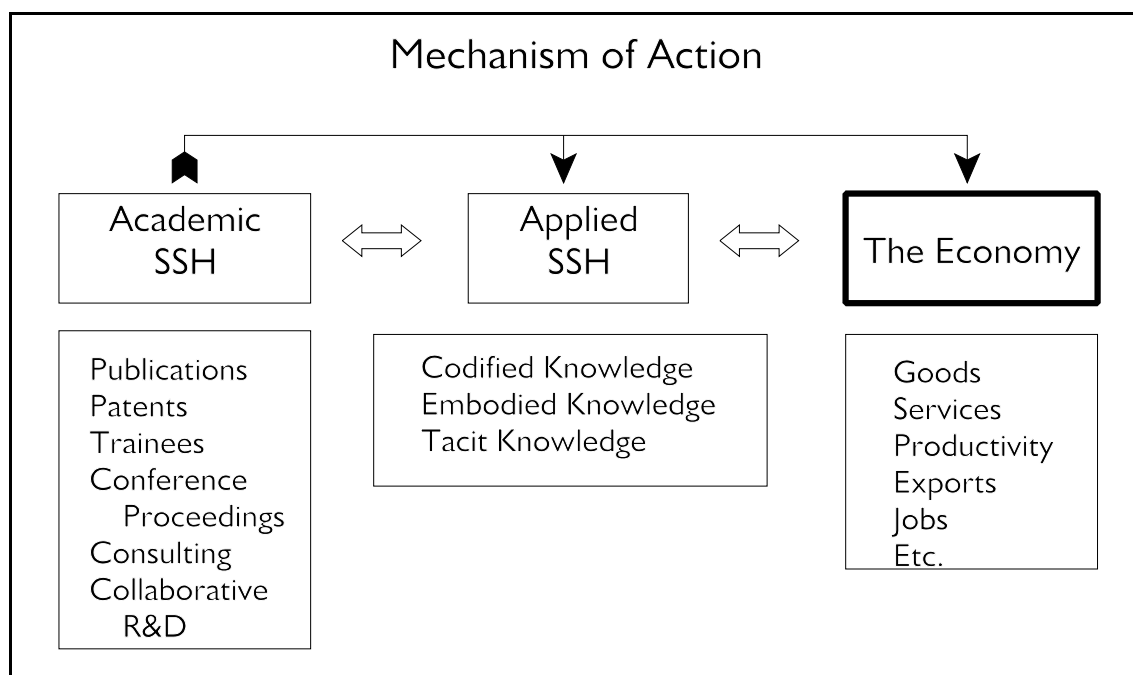 Mechanism of Action
Academic
SSH
Applied
SSH
The Economy
Publications
Patents
Trainees
Conference
Proceedings
Consulting
Collaborative
R&D
Codified Knowledge
Embodied Knowledge
Tacit Knowledge
Goods
Services
Productivity
Exports
Jobs
Etc.